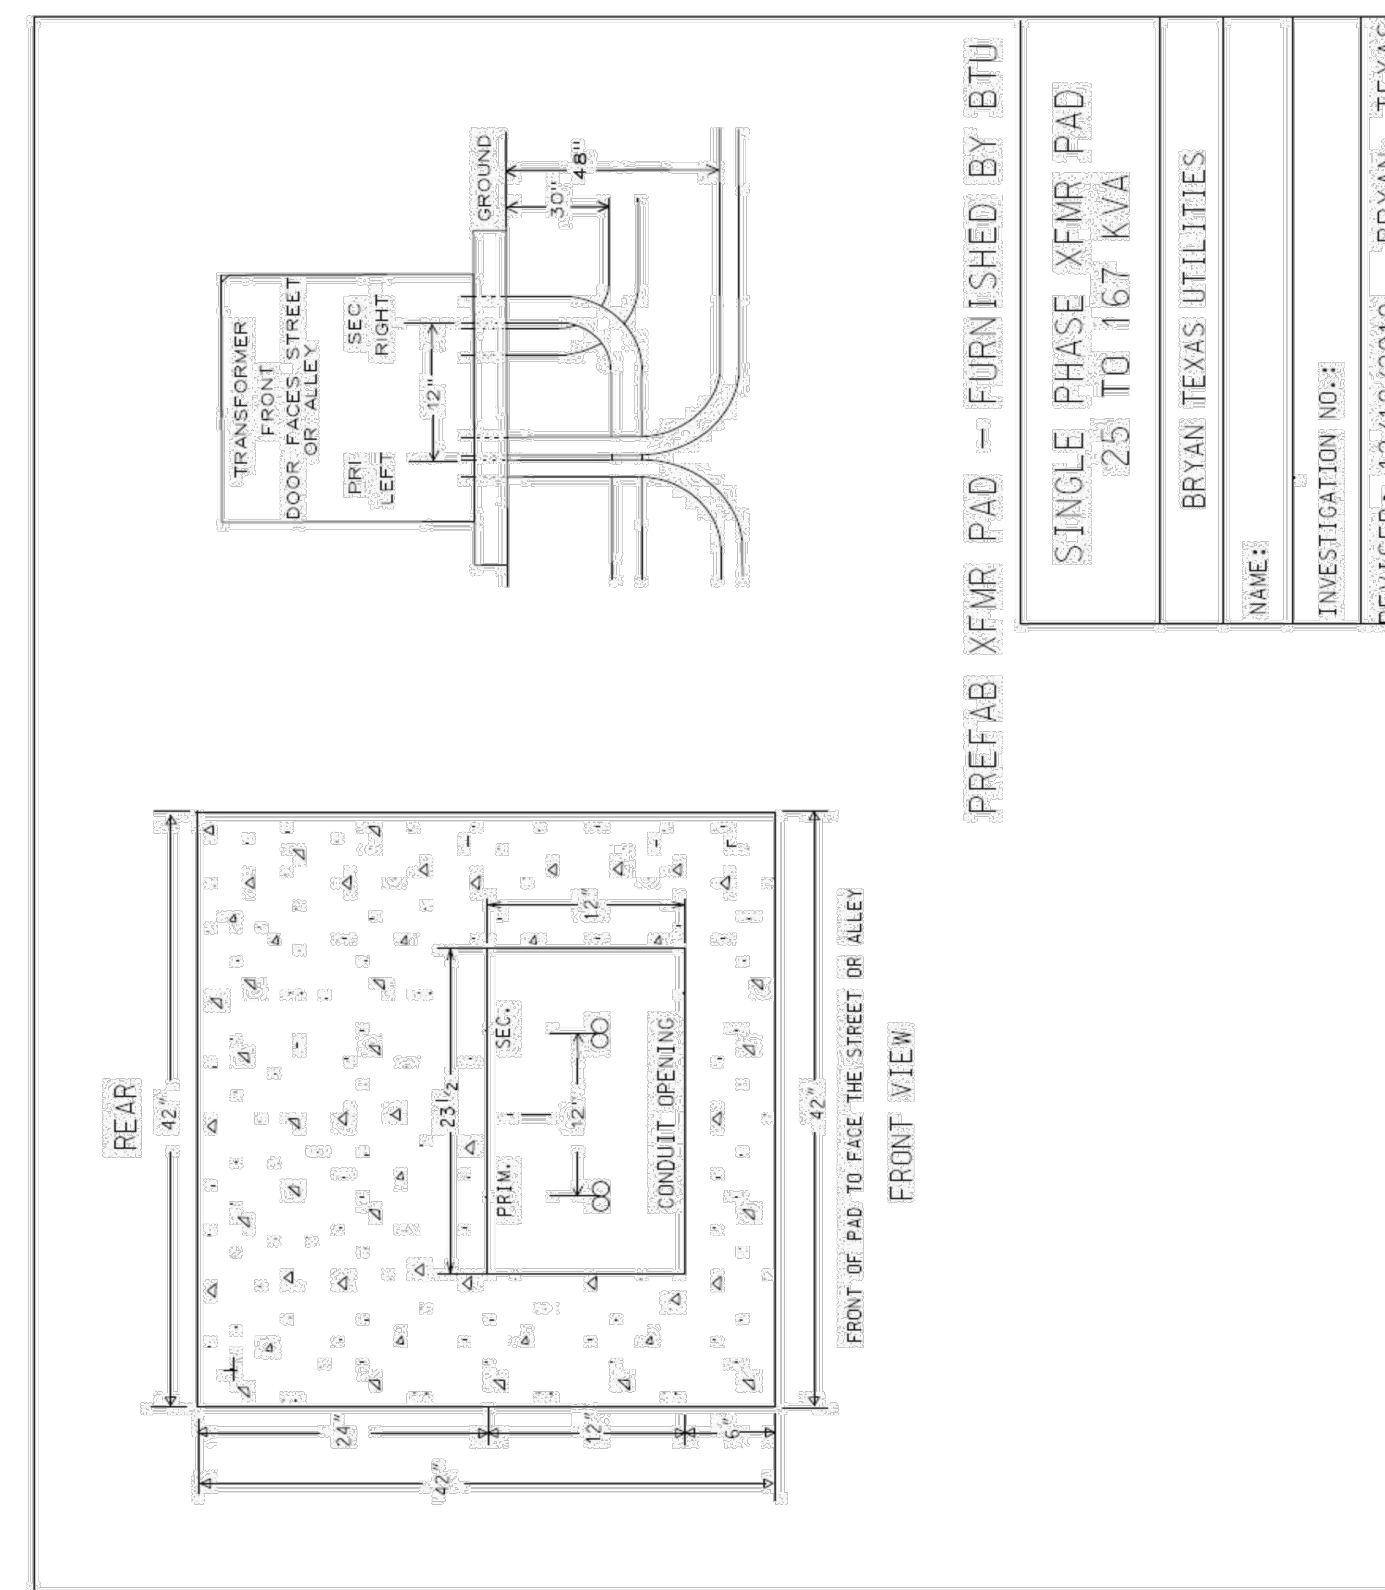 REAR
42"
23 1/2
12"
PRIM.
SEC.
12"
CONDUIT OPENING
24"
12"
6"
42"
42"
FRONT OF PAD TO FACE THE STREET OR ALLEY
FRONT VIEW
TRANSFORMER
FRONT
DOOR FACES STREET
OR ALLEY
PRI
LEFT
SEC
RIGHT
12"
GROUND
30"
48"
PREFAB XFMR PAD - FURNISHED BY BTU
SINGLE PHASE XFMR PAD
25 TO 167 KVA
BRYAN TEXAS UTILITIES
NAME:
INVESTIGATION NO.:
BRYAN, TEXAS